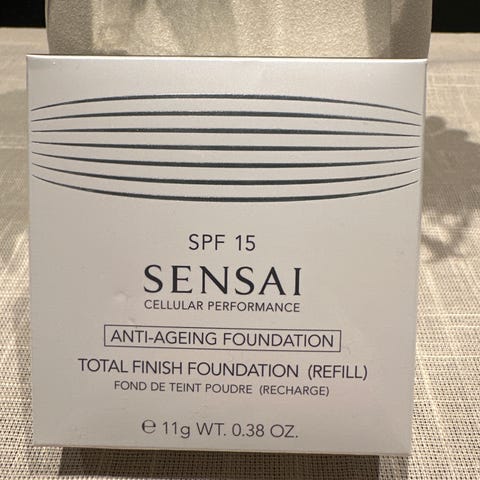 SPF 15
SENSAI
CELLULAR PERFORMANCE
ANTI-AGEING FOUNDATION
TOTAL FINISH FOUNDATION (REFILL)
FOND DE TEINT POUDRE (RECHARGE)
℮ 11g WT. 0.38 OZ.